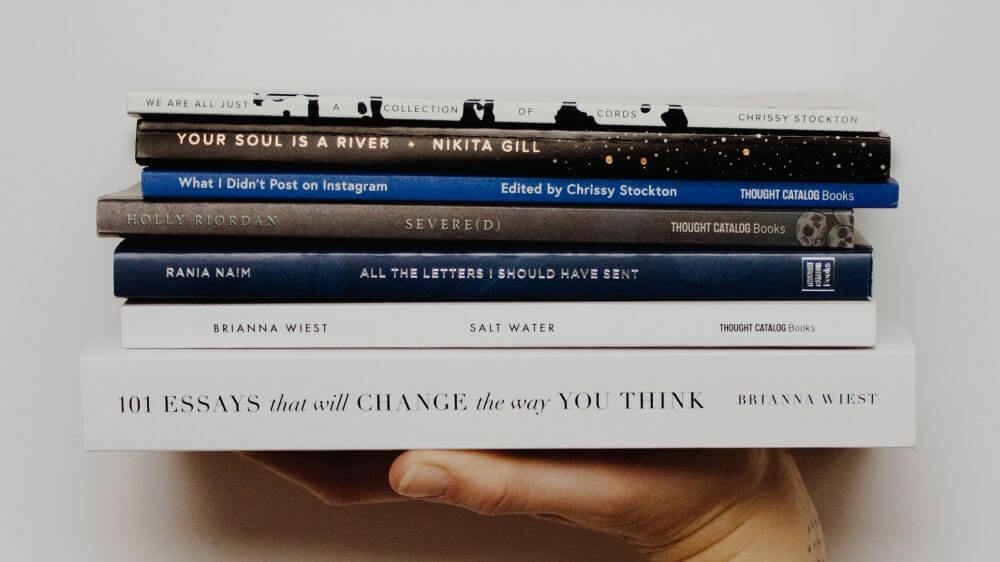 WE ARE ALL JUST A COLLECTION OF CORDS CHRISSY STOCKTON
YOUR SOUL IS A RIVER • NIKITA GILL
What I Didn't Post on Instagram Edited by Chrissy Stockton THOUGHT CATALOG Books
HOLLY RIORDAN SEVERE(D) THOUGHT CATALOG Books
RANIA NAIM ALL THE LETTERS I SHOULD HAVE SENT
BRIANNA WIEST SALT WATER THOUGHT CATALOG Books
101 ESSAYS that will CHANGE the way YOU THINK BRIANNA WIEST